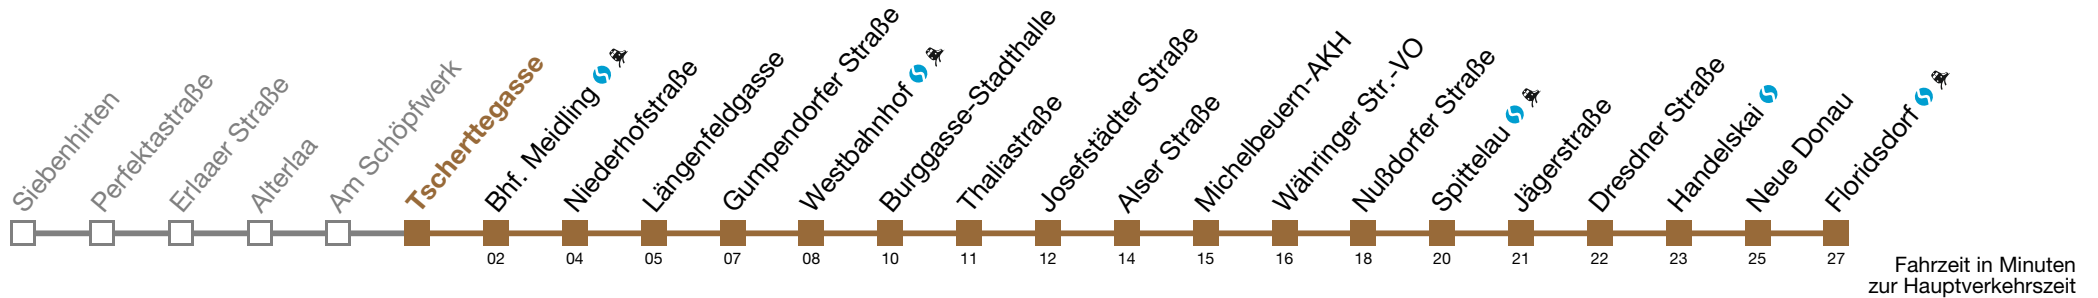 Siebenhirten
Perfektastraße
Erlaaer Straße
Alterlaa
Am Schöpfwerk
Tscherttegasse
Bhf. Meidling
Niederhofstraße
Längenfeldgasse
Gumpendorfer Straße
Westbahnhof
Burggasse-Stadthalle
Thaliastraße
Josefstädter Straße
Alser Straße
Michelbeuern-AKH
Währinger Str.-VO
Nußdorfer Straße
Spittelau
Jägerstraße
Dresdner Straße
Handelskai
Neue Donau
Floridsdorf
02 04 05 07 08 10 11 12 14 15 16 18 20 21 22 23 25 27
Fahrzeit in Minuten
zur Hauptverkehrszeit